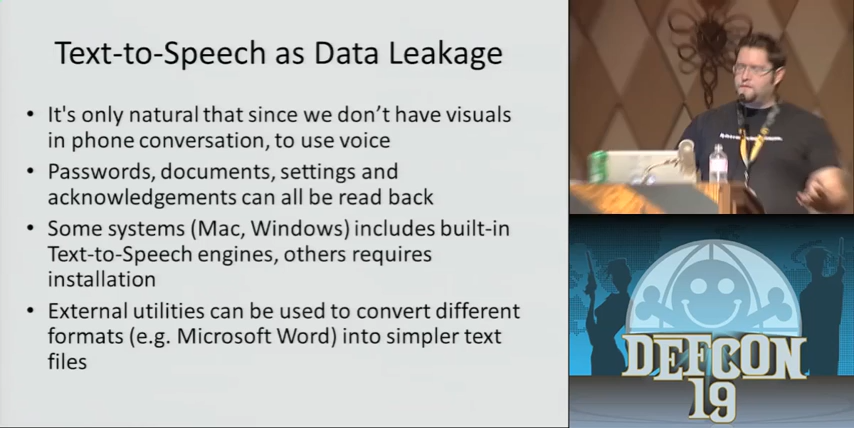 Text-to-Speech as Data Leakage
• It's only natural that since we don't have visuals
in phone conversation, to use voice
• Passwords, documents, settings and
acknowledgements can all be read back
• Some systems (Mac, Windows) includes built-in
Text-to-Speech engines, others requires
installation
• External utilities can be used to convert different
formats (e.g. Microsoft Word) into simpler text
files
DEFCON
19